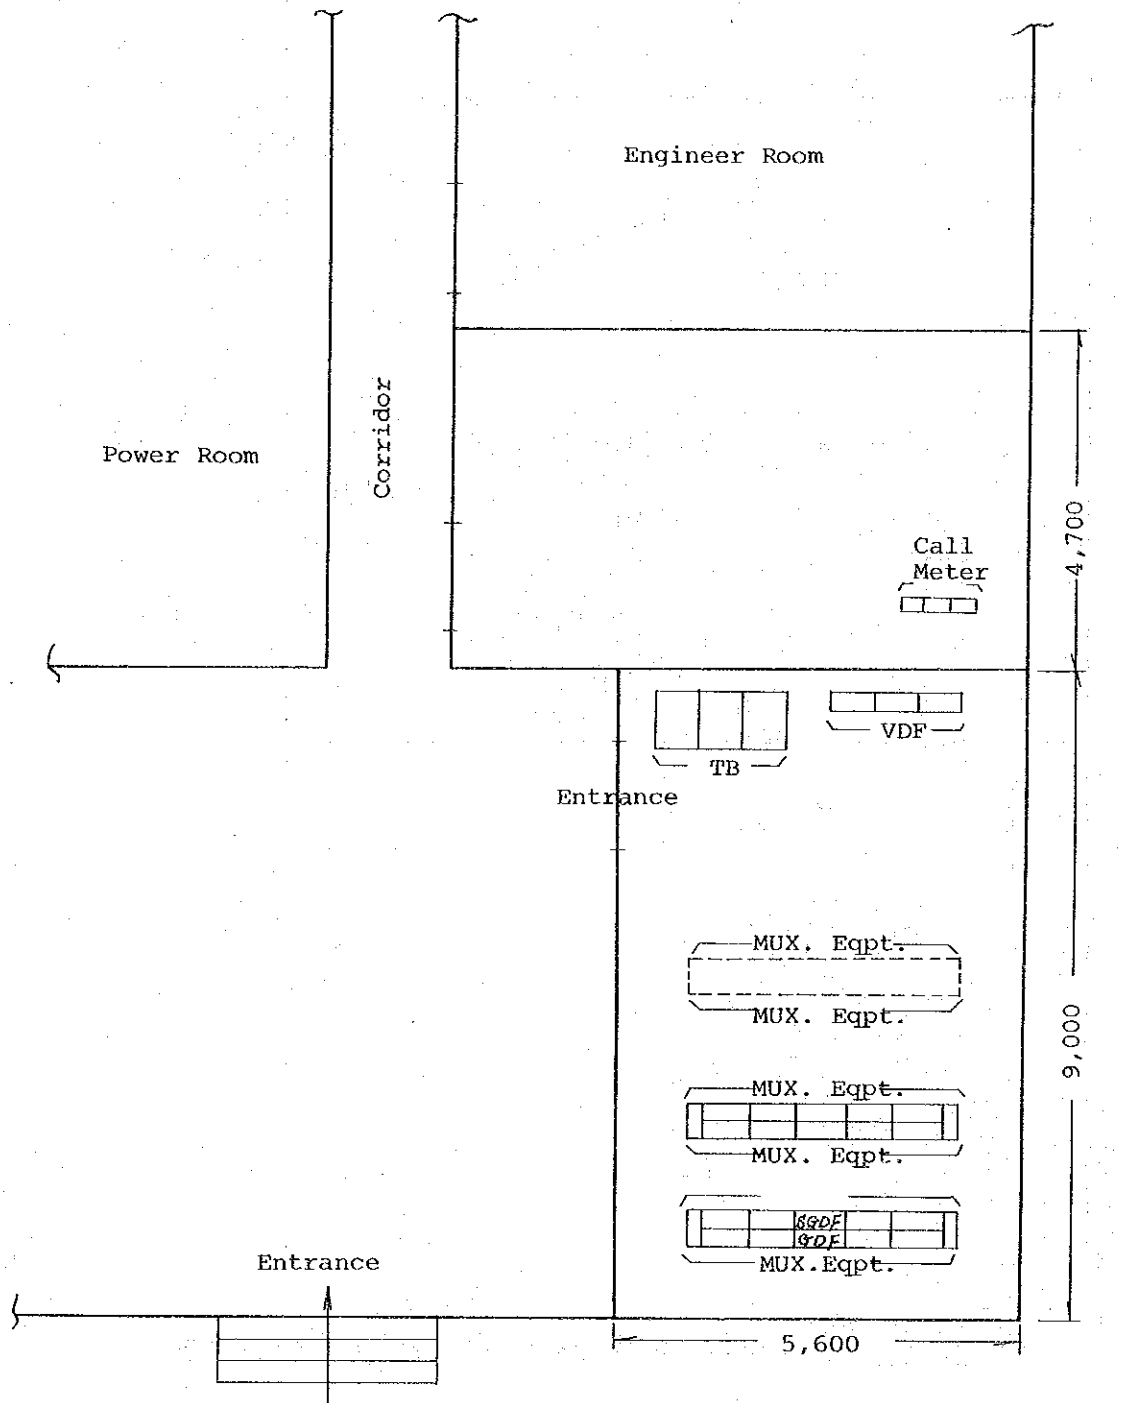 Engineer Room
Corridor
Power Room
4,700
Call
Meter
VDF
TB
Entrance
MUX. Eqpt.
MUX. Eqpt.
9,000
MUX. Eqpt.
MUX. Eqpt.
SGDF
GDF
MUX.Eqpt.
Entrance
5,600